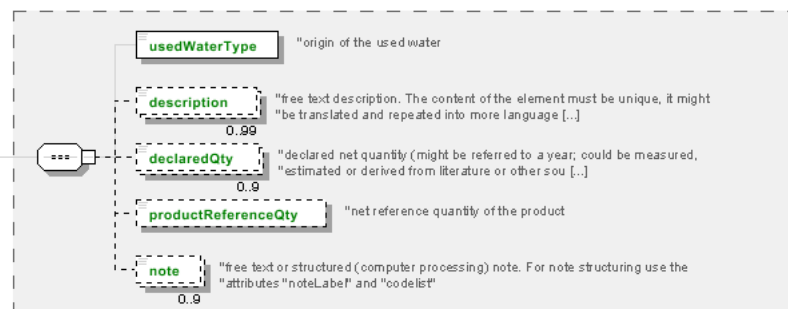 usedWaterType
"origin of the used water
description
"free text description. The content of the element must be unique, it might
"be translated and repeated into more language [...]
0..99
declaredQty
"declared net quantity (might be referred to a year; could be measured,
"estimated or derived from literature or other sou [...]
0..9
productReferenceQty
"net reference quantity of the product
note
"free text or structured (computer processing) note. For note structuring use the
"attributes "noteLabel" and "codelist"
0..9